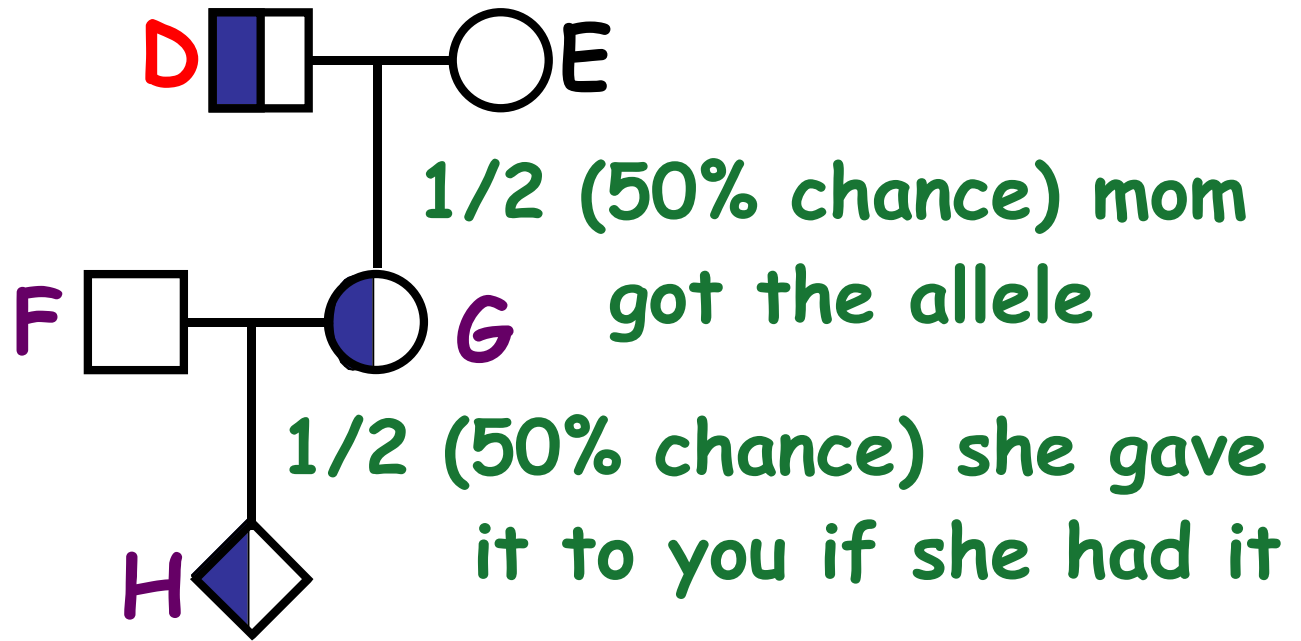 D
E
1/2 (50% chance) mom
got the allele
F
G
1/2 (50% chance) she gave
it to you if she had it
H